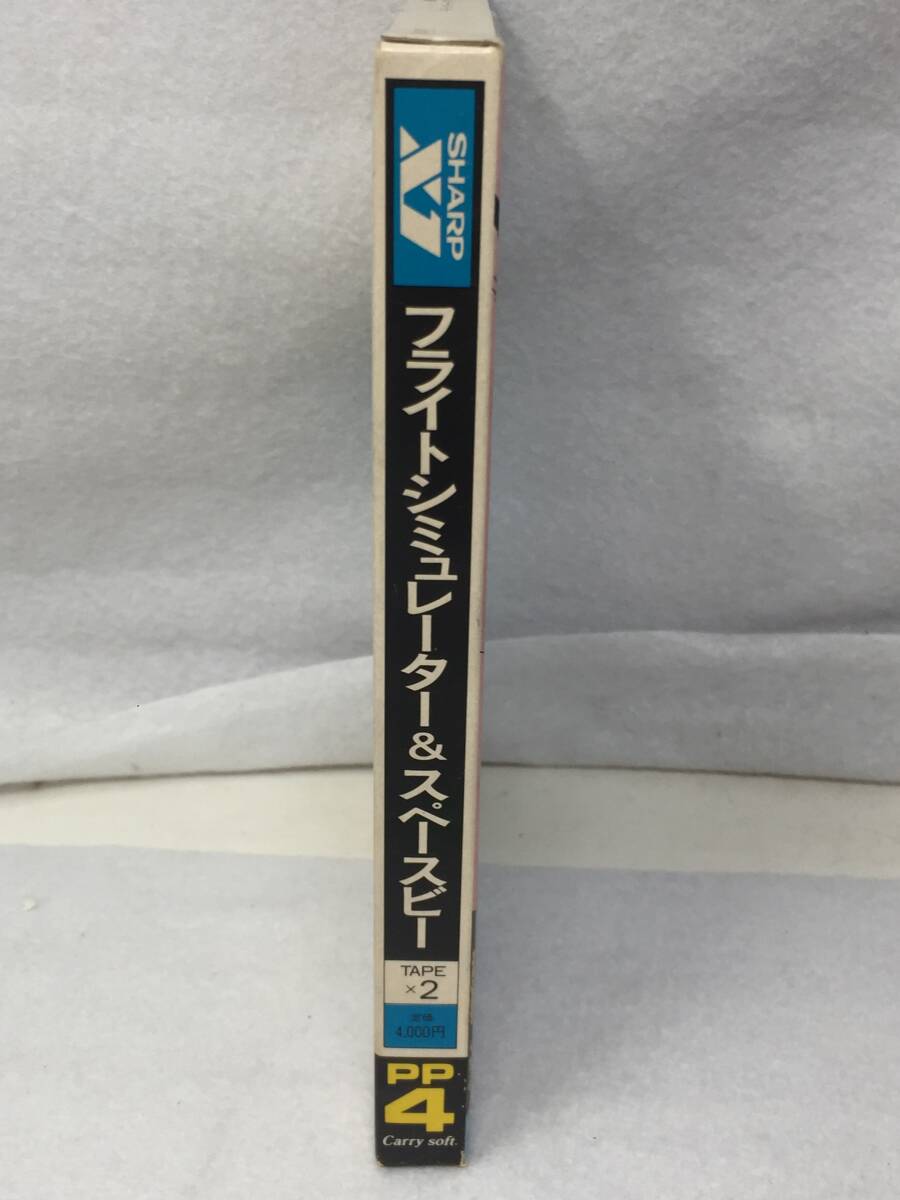 SHARP
X1
フライトシミュレーター&スペースビー
TAPE
×2
定価
4,000円
PP
4
Carry soft.